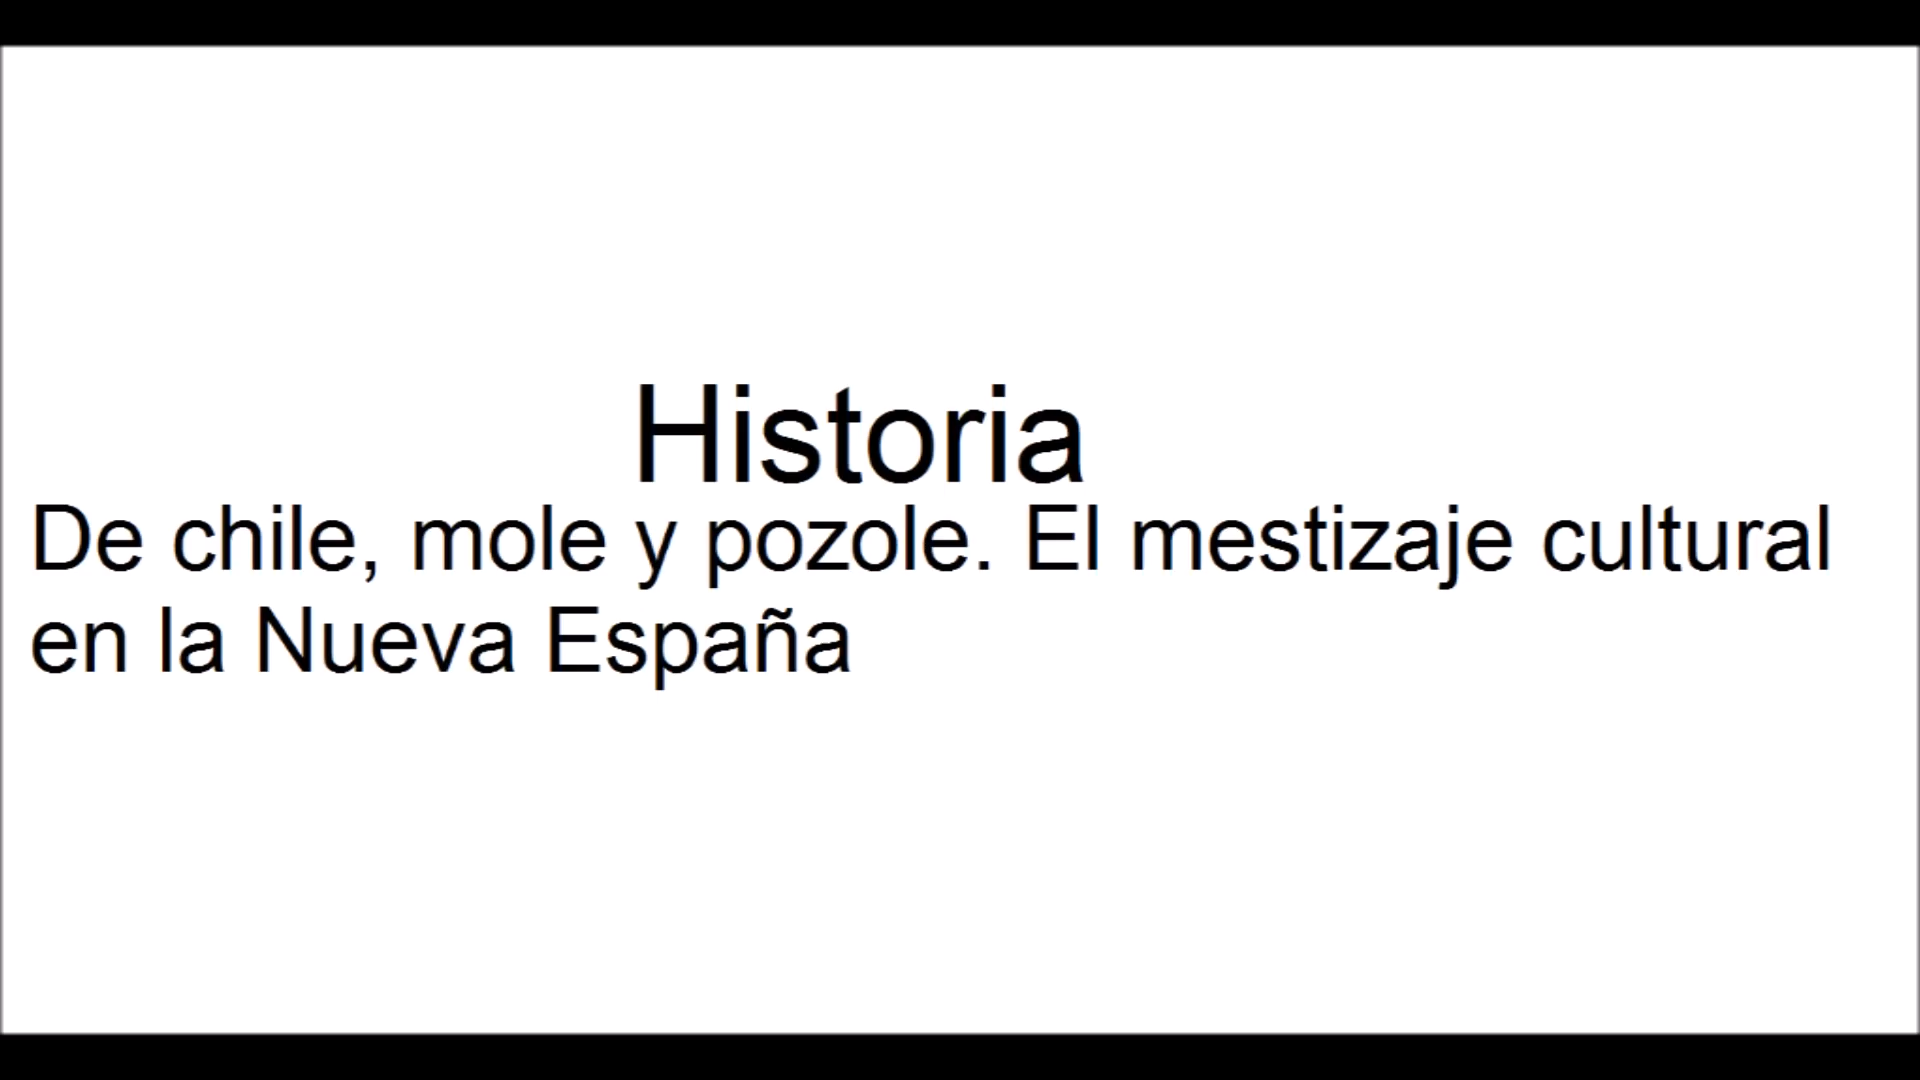 Historia
De chile, mole y pozole. El mestizaje cultural
en la Nueva España